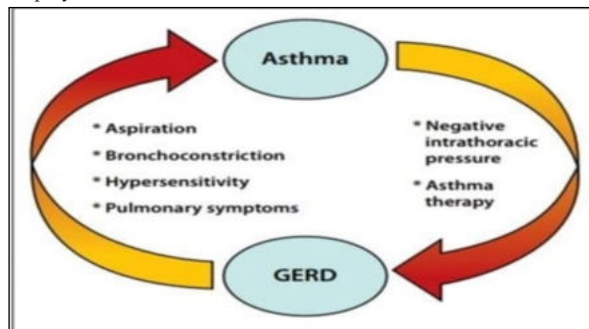 Asthma
* Aspiration
* Bronchoconstriction
* Hypersensitivity
* Pulmonary symptoms
* Negative
intrathoracic
pressure
* Asthma
therapy
GERD